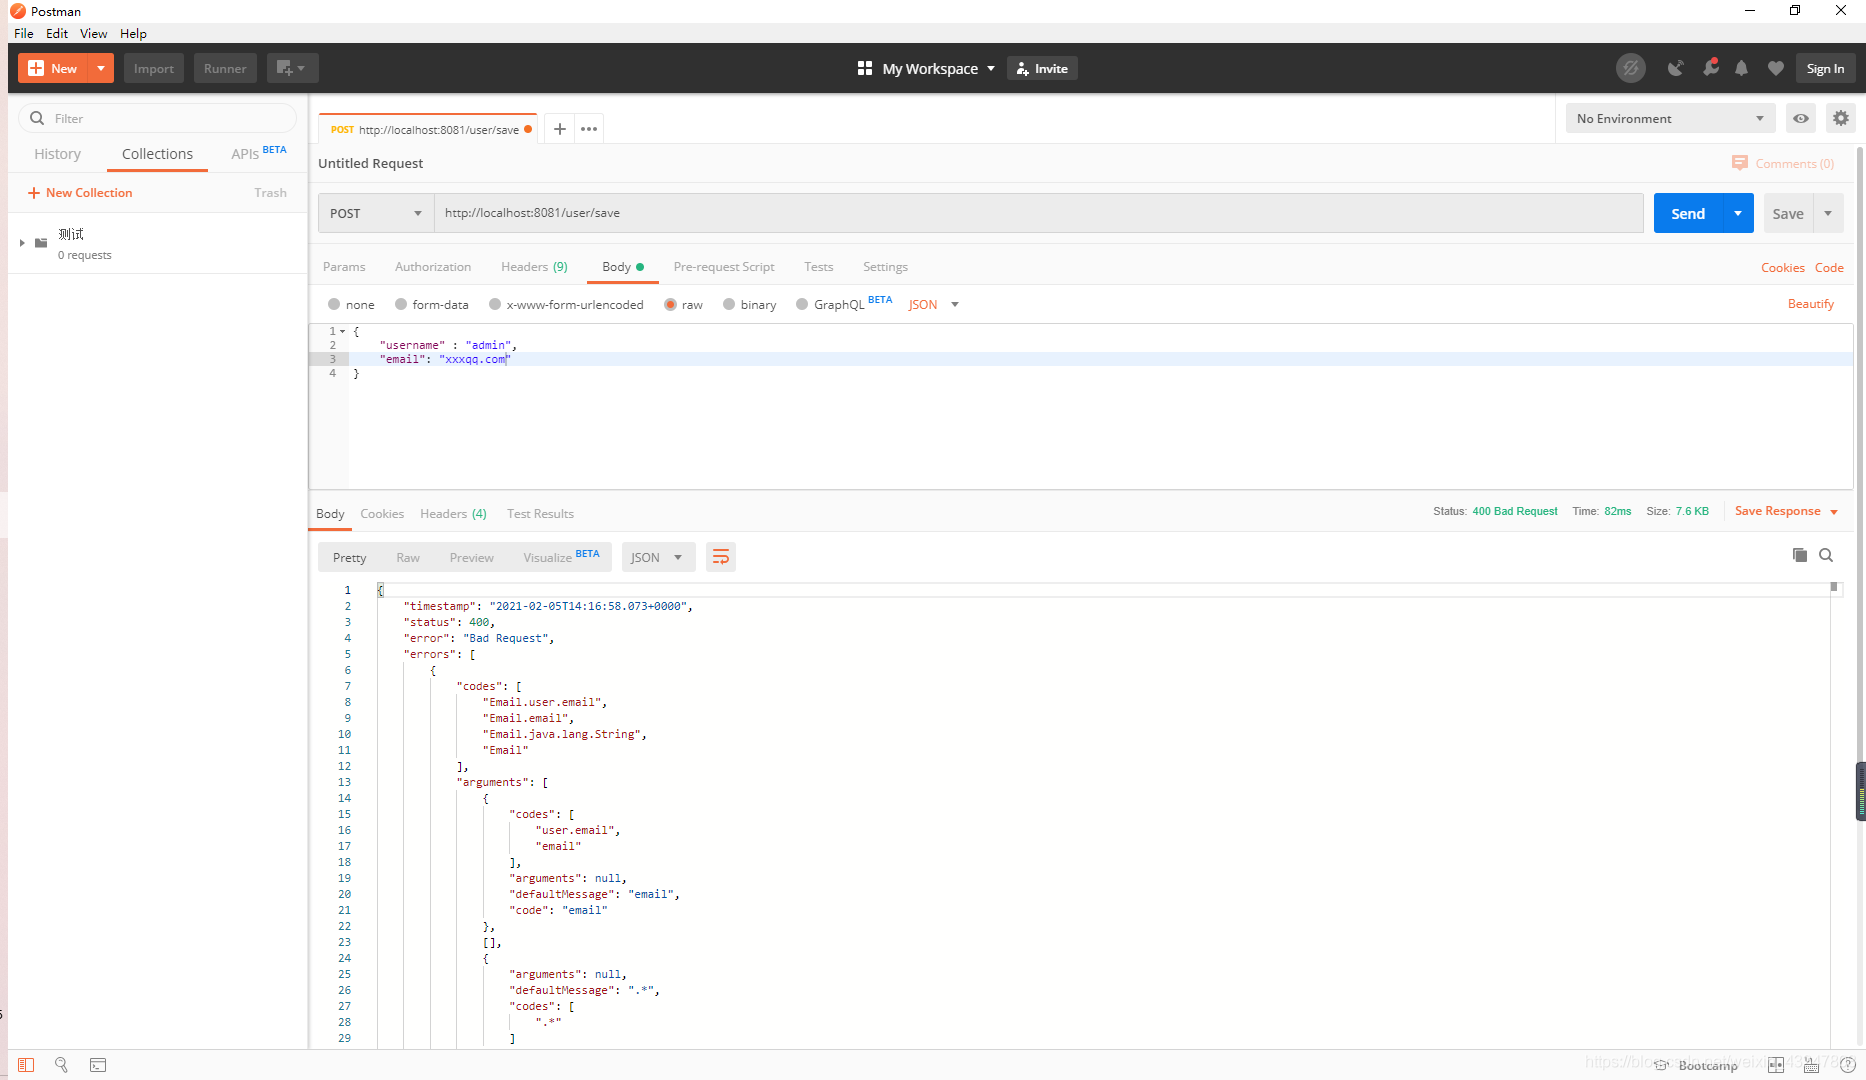 Postman
File Edit View Help
New Import Runner My Workspace Invite Sign In
Filter
History Collections APIs BETA
New Collection Trash
测试
0 requests
POST http://localhost:8081/user/save
No Environment
Untitled Request
Comments (0)
POST http://localhost:8081/user/save Send Save
Params Authorization Headers (9) Body Pre-request Script Tests Settings Cookies Code
none form-data x-www-form-urlencoded raw binary GraphQL BETA JSON Beautify
1 {
2 "username" : "admin",
3 "email": "xxxqq.com"
4 }
Body Cookies Headers (4) Test Results Status: 400 Bad Request Time: 82ms Size: 7.6 KB Save Response
Pretty Raw Preview Visualize BETA JSON
1 {
2 "timestamp": "2021-02-05T14:16:58.073+0000",
3 "status": 400,
4 "error": "Bad Request",
5 "errors": [
6 {
7 "codes": [
8 "Email.user.email",
9 "Email.email",
10 "Email.java.lang.String",
11 "Email"
12 ],
13 "arguments": [
14 {
15 "codes": [
16 "user.email",
17 "email"
18 ],
19 "arguments": null,
20 "defaultMessage": "email",
21 "code": "email"
22 },
23 [],
24 {
25 "arguments": null,
26 "defaultMessage": ".*",
27 "codes": [
28 ".*"
29 ]
Bootcamp